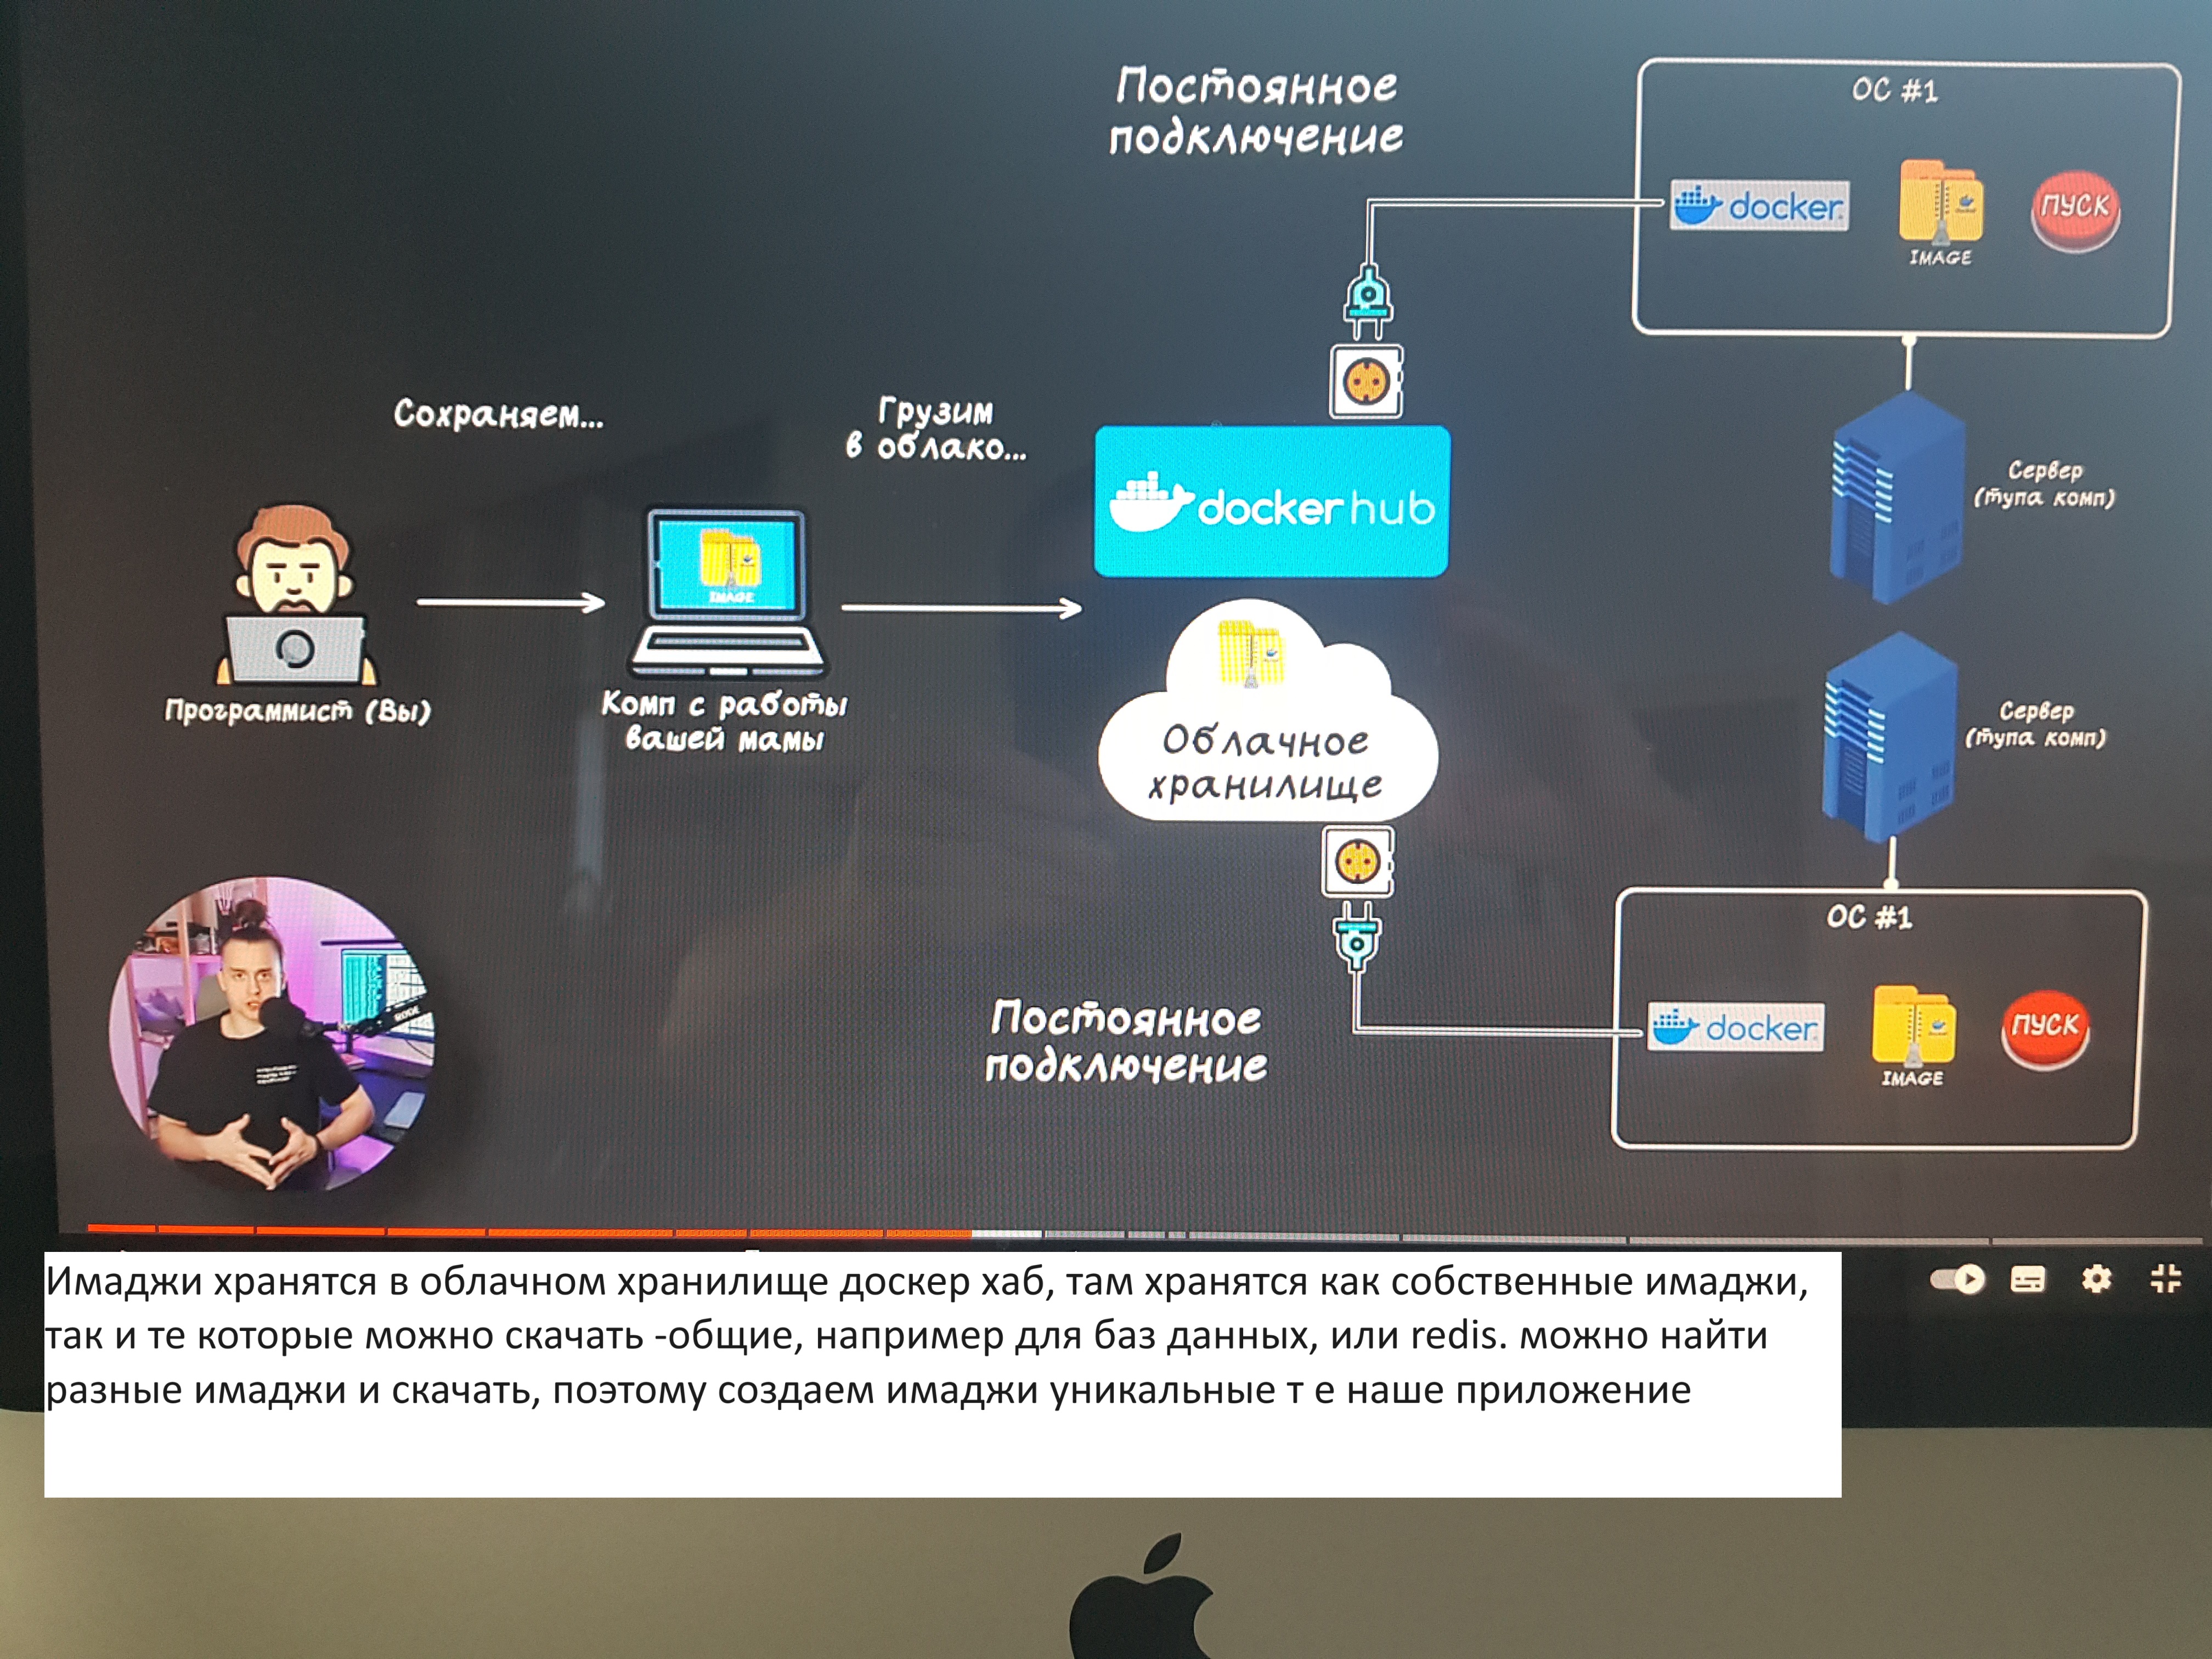 Постоянное
подключение
ОС #1
docker
IMAGE
ПУСК
Сохраняем...
Грузим
в облако...
dockerhub
Сервер
(тупа комп)
IMAGE
Программист (Вы)
Комп с работы
вашей мамы
Облачное
хранилище
Сервер
(тупа комп)
ОС #1
RODE
Постоянное
подключение
docker
IMAGE
ПУСК
Имаджи хранятся в облачном хранилище доскер хаб, там хранятся как собственные имаджи,
так и те которые можно скачать -общие, например для баз данных, или redis. можно найти
разные имаджи и скачать, поэтому создаем имаджи уникальные т е наше приложение